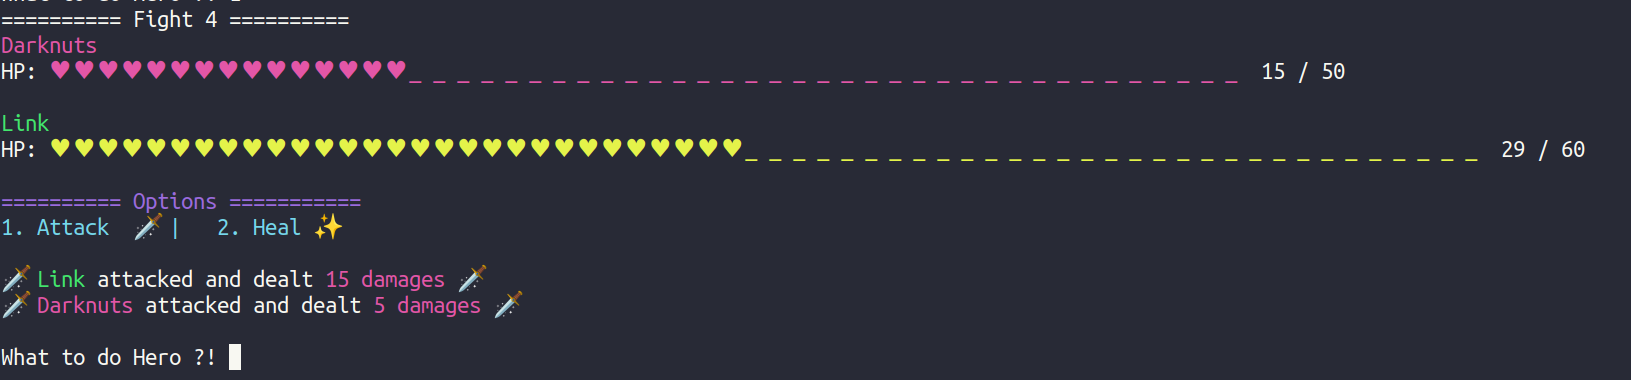 ========== Fight 4 ==========
Darknuts
HP: ♥♥♥♥♥♥♥♥♥♥♥♥♥♥♥_ _ _ _ _ _ _ _ _ _ _ _ _ _ _ _ _ _ _ _ _ _ _ _ _ _ _ _ _ _ _ _ _ _ _ 15 / 50
Link
HP: ♥♥♥♥♥♥♥♥♥♥♥♥♥♥♥♥♥♥♥♥♥♥♥♥♥♥♥♥♥_ _ _ _ _ _ _ _ _ _ _ _ _ _ _ _ _ _ _ _ _ _ _ _ _ _ _ _ _ _ _ 29 / 60
========== Options ===========
1. Attack 🗡️ | 2. Heal ✨
🗡️ Link attacked and dealt 15 damages 🗡️
🗡️ Darknuts attacked and dealt 5 damages 🗡️
What to do Hero ?!